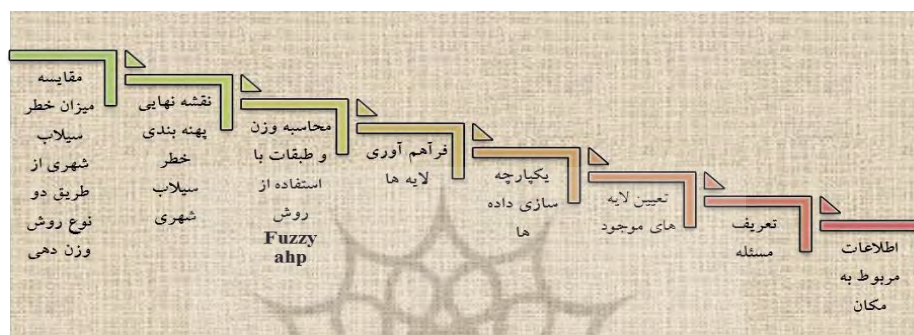 اطلاعات
مربوط به
مکان
تعریف
مسئله
تعیین لایه
های موجود
یکپارچه
سازی داده
ها
فرآهم آوری
لایه ها
محاسبه وزن
و طبقات با
استفاده از
روش
Fuzzy
ahp
نقشه نهایی
پهنه بندی
خطر
سیلاب
شهری
مقایسه
میزان خطر
سیلاب
شهری از
طریق دو
نوع روش
وزن دهی